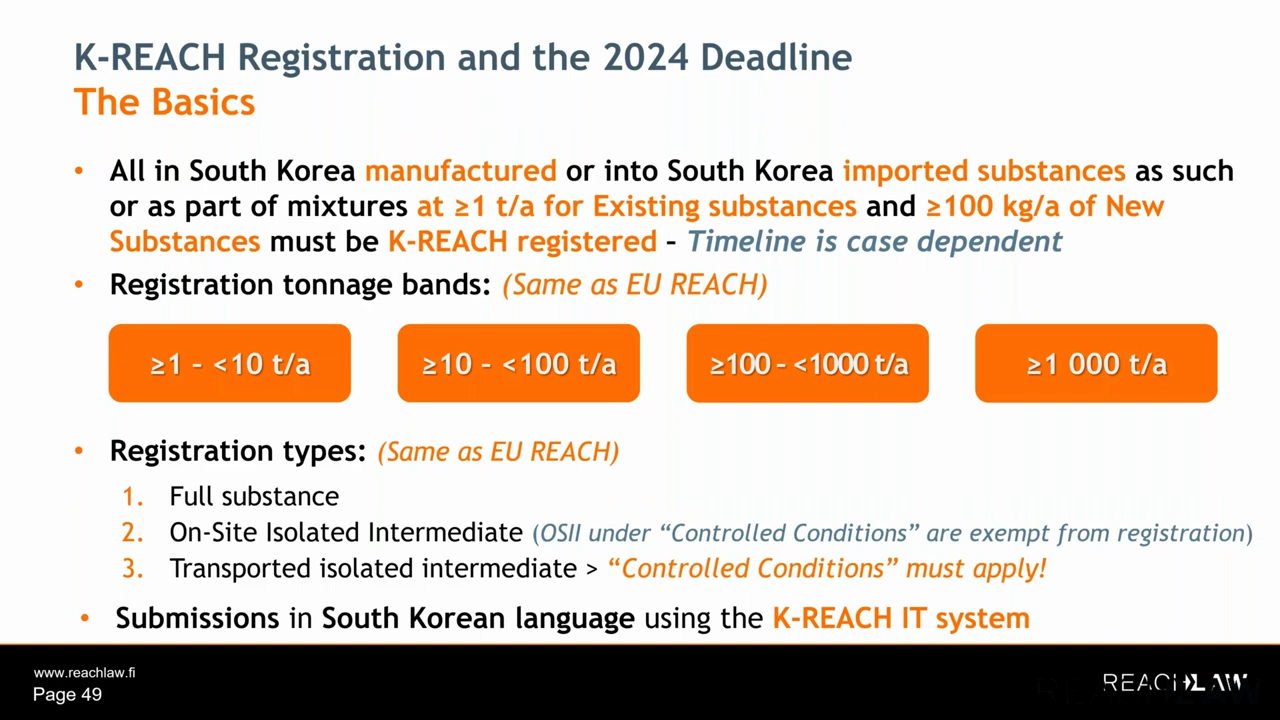 K-REACH Registration and the 2024 Deadline
The Basics
• All in South Korea manufactured or into South Korea imported substances as such
or as part of mixtures at ≥1 t/a for Existing substances and ≥100 kg/a of New
Substances must be K-REACH registered – Timeline is case dependent
• Registration tonnage bands: (Same as EU REACH)
≥1 – <10 t/a
≥10 – <100 t/a
≥100 – <1000 t/a
≥1 000 t/a
• Registration types: (Same as EU REACH)
1. Full substance
2. On-Site Isolated Intermediate (OSII under “Controlled Conditions” are exempt from registration)
3. Transported isolated intermediate > “Controlled Conditions” must apply!
• Submissions in South Korean language using the K-REACH IT system
www.reachlaw.fi
Page 49
REACHLAW